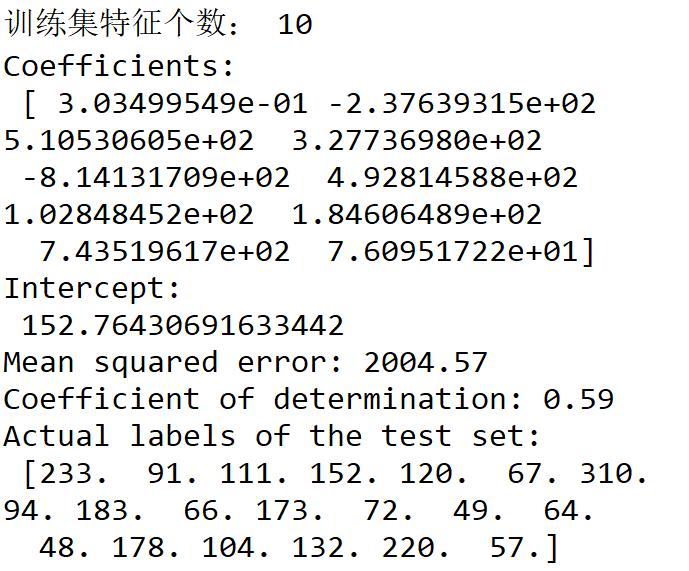 训练集特征个数： 10
Coefficients:
 [ 3.03499549e-01 -2.37639315e+02
5.10530605e+02  3.27736980e+02
 -8.14131709e+02  4.92814588e+02
1.02848452e+02  1.84606489e+02
  7.43519617e+02  7.60951722e+01]
Intercept:
 152.76430691633442
Mean squared error: 2004.57
Coefficient of determination: 0.59
Actual labels of the test set:
 [233.  91. 111. 152. 120.  67. 310.
94. 183.  66. 173.  72.  49.  64.
  48. 178. 104. 132. 220.  57.]